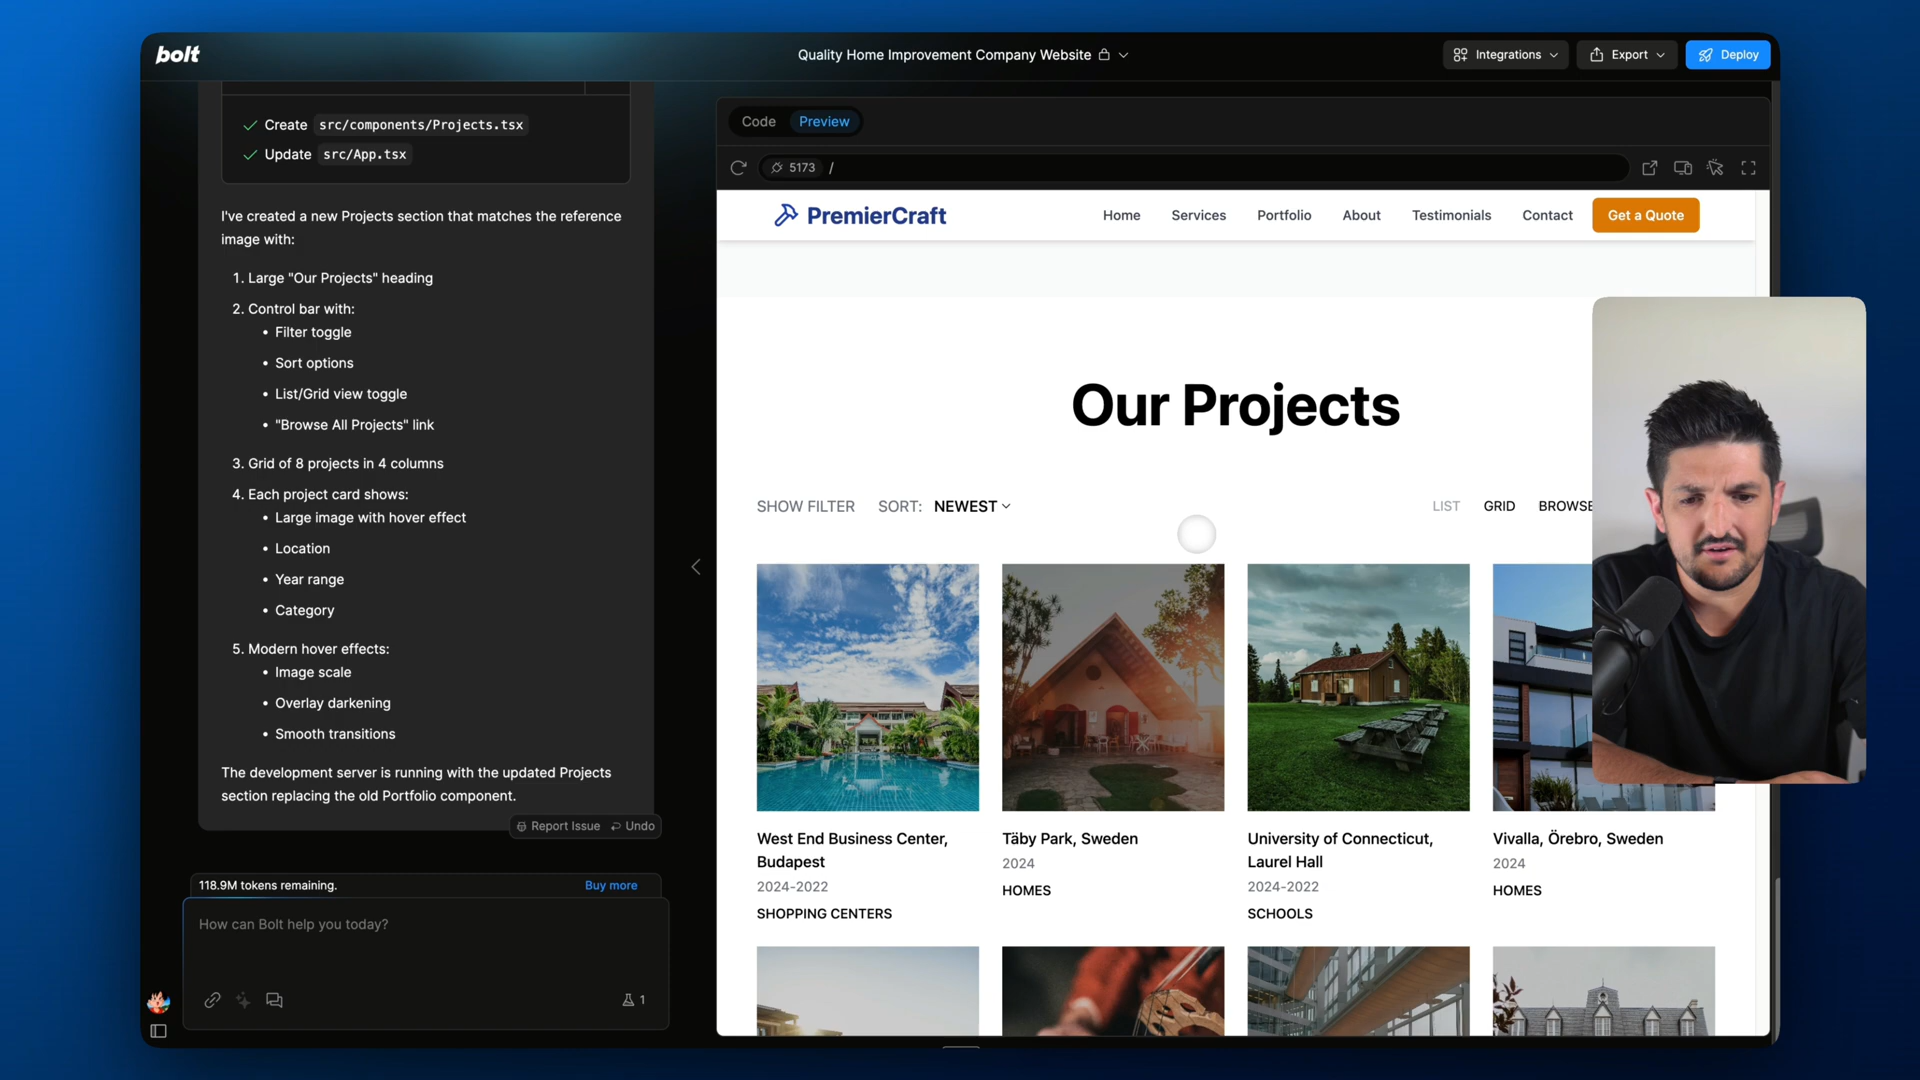 bolt
Quality Home Improvement Company Website
Integrations
Export
Deploy
Create src/components/Projects.tsx
Update src/App.tsx
I've created a new Projects section that matches the reference
image with:
1. Large "Our Projects" heading
2. Control bar with:
• Filter toggle
• Sort options
• List/Grid view toggle
• "Browse All Projects" link
3. Grid of 8 projects in 4 columns
4. Each project card shows:
• Large image with hover effect
• Location
• Year range
• Category
5. Modern hover effects:
• Image scale
• Overlay darkening
• Smooth transitions
The development server is running with the updated Projects
section replacing the old Portfolio component.
Report Issue
Undo
118.9M tokens remaining.
Buy more
How can Bolt help you today?
1
Code
Preview
5173
/
PremierCraft
Home
Services
Portfolio
About
Testimonials
Contact
Get a Quote
Our Projects
SHOW FILTER
SORT: NEWEST
LIST
GRID
BROWSE
West End Business Center,
Budapest
2024-2022
SHOPPING CENTERS
Täby Park, Sweden
2024
HOMES
University of Connecticut,
Laurel Hall
2024-2022
SCHOOLS
Vivalla, Örebro, Sweden
2024
HOMES